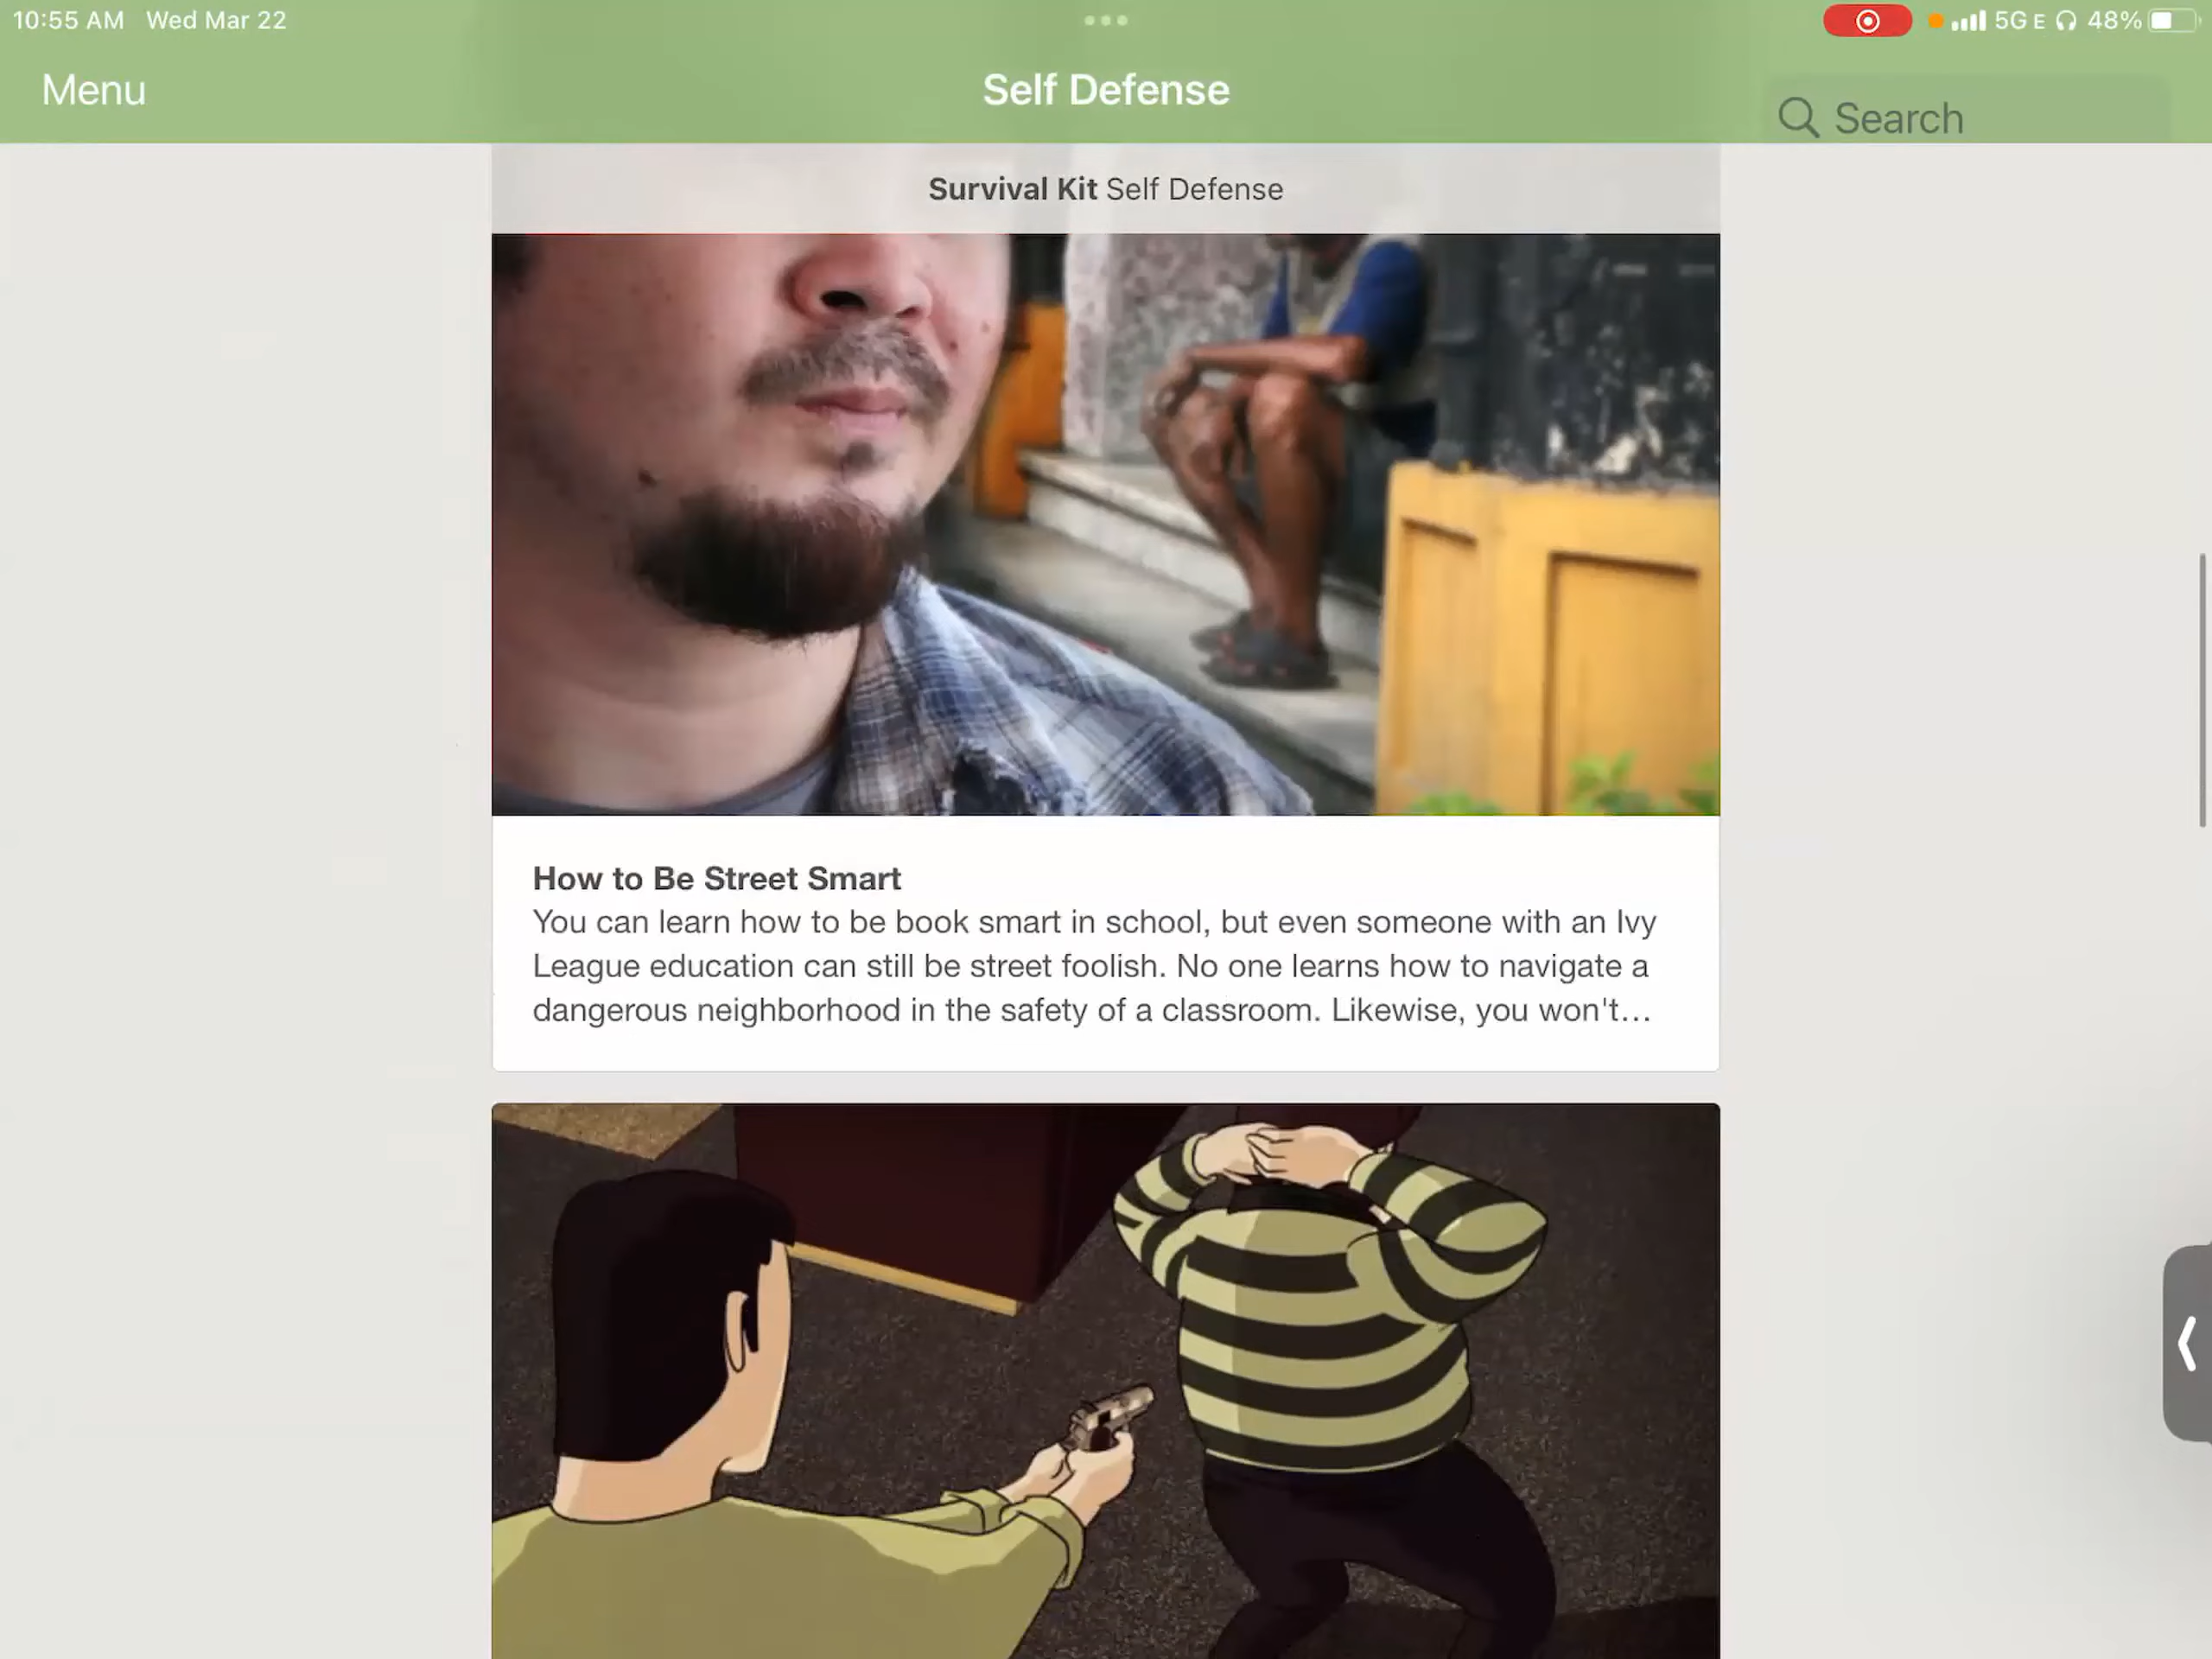 10:55 AM Wed Mar 22
5G E 48%
Menu
Self Defense
Search
Survival Kit Self Defense
How to Be Street Smart
You can learn how to be book smart in school, but even someone with an Ivy
League education can still be street foolish. No one learns how to navigate a
dangerous neighborhood in the safety of a classroom. Likewise, you won't...